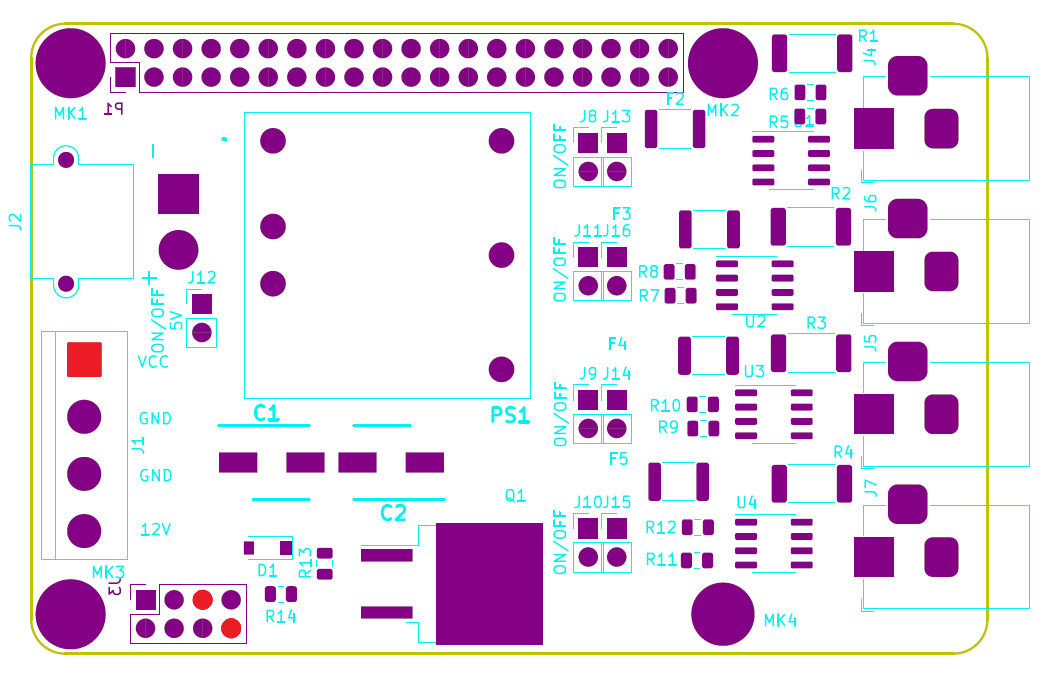 R1
J4
R6
F2
MK1
P1
MK2
J8 J13
R5 U1
ON/OFF
J2
R2
J6
F3
J11 J16
ON/OFF
R8
R7
J12
ON/OFF
5V
U2
R3
J5
F4
VCC
J9 J14
U3
ON/OFF
R10
R9
C1
PS1
GND
J1
GND
F5
R4
J7
Q1
J10 J15
U4
C2
ON/OFF
12V
R12
R11
MK3
D1
R13
J3
R14
MK4